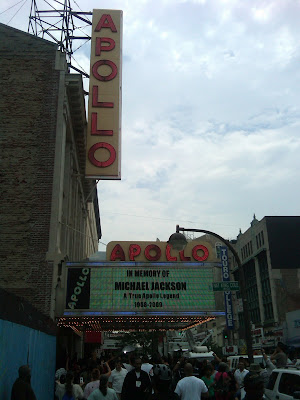 APOLLO
APOLLO
IN MEMORY OF
MICHAEL JACKSON
A True Apollo Legend
1958-2009
APOLLO